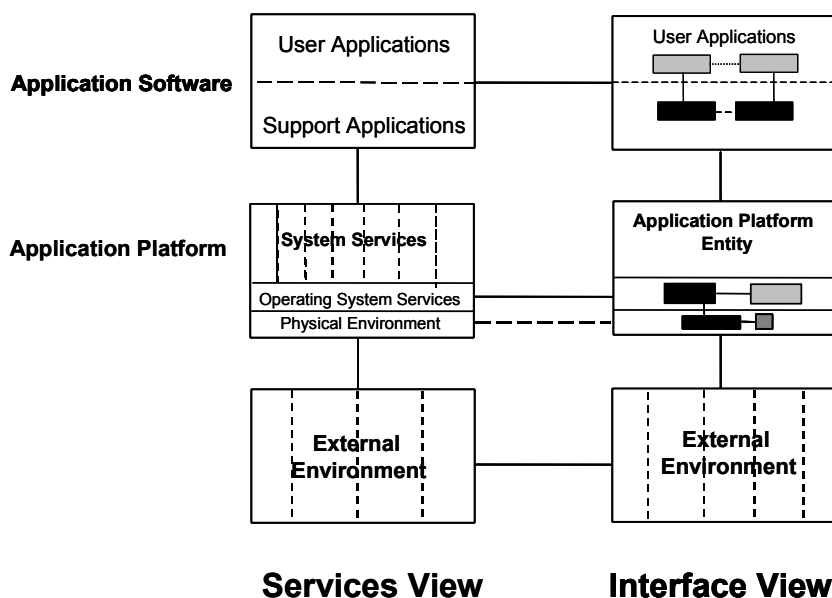 User Applications
User Applications
Application Software
Support Applications
Application Platform
System Services
Application Platform
Entity
Operating System Services
Physical Environment
External
Environment
External
Environment
Services View
Interface View